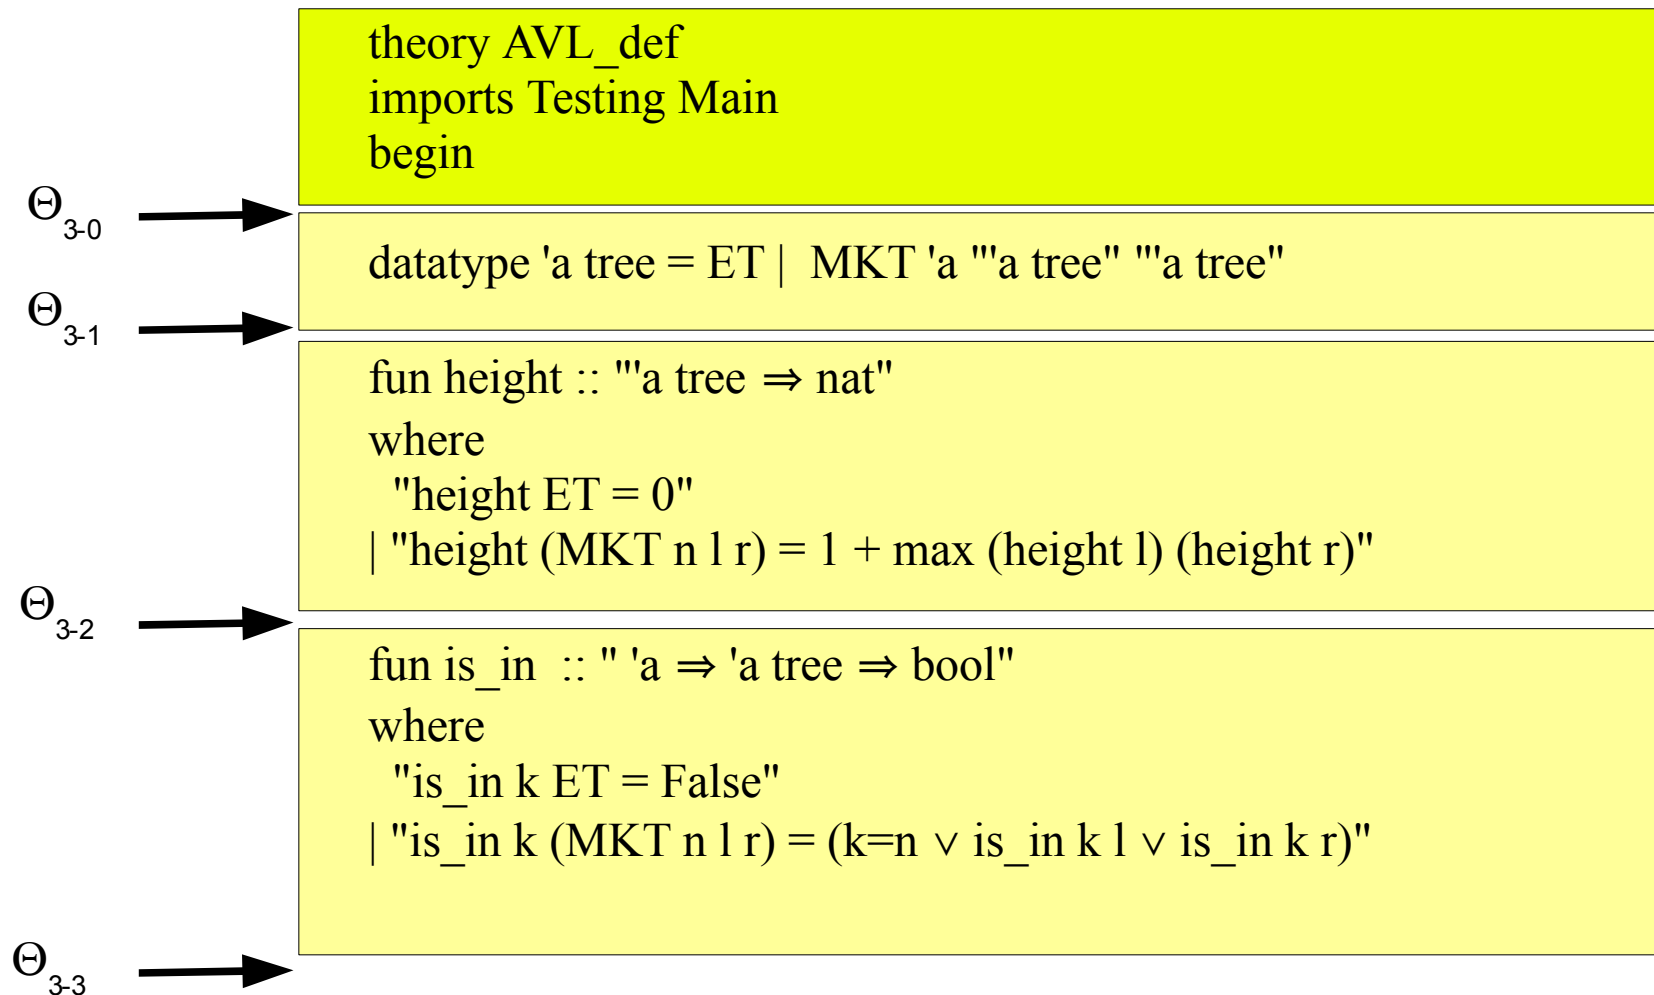 theory AVL_def
imports Testing Main
begin
Θ3-0
datatype 'a tree = ET | MKT 'a "'a tree" "'a tree"
Θ3-1
fun height :: "'a tree ⇒ nat"
where
"height ET = 0"
| "height (MKT n l r) = 1 + max (height l) (height r)"
Θ3-2
fun is_in :: " 'a ⇒ 'a tree ⇒ bool"
where
"is_in k ET = False"
| "is_in k (MKT n l r) = (k=n ∨ is_in k l ∨ is_in k r)"
Θ3-3